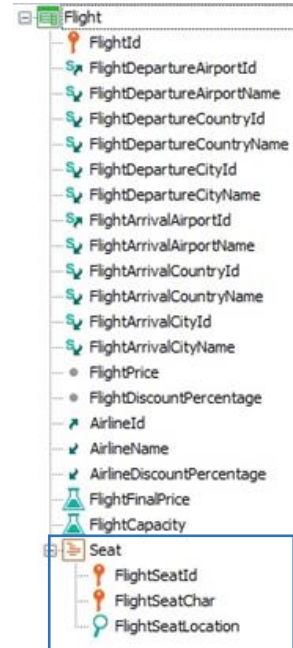 Flight
FlightId
FlightDepartureAirportId
FlightDepartureAirportName
FlightDepartureCountryId
FlightDepartureCountryName
FlightDepartureCityId
FlightDepartureCityName
FlightArrivalAirportId
FlightArrivalAirportName
FlightArrivalCountryId
FlightArrivalCountryName
FlightArrivalCityId
FlightArrivalCityName
FlightPrice
FlightDiscountPercentage
AirlineId
AirlineName
AirlineDiscountPercentage
FlightFinalPrice
FlightCapacity
Seat
FlightSeatId
FlightSeatChar
FlightSeatLocation